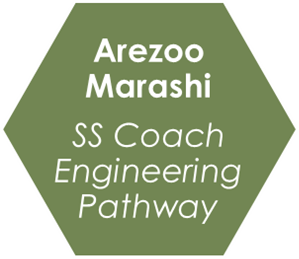 Arezoo
Marashi
SS Coach
Engineering
Pathway